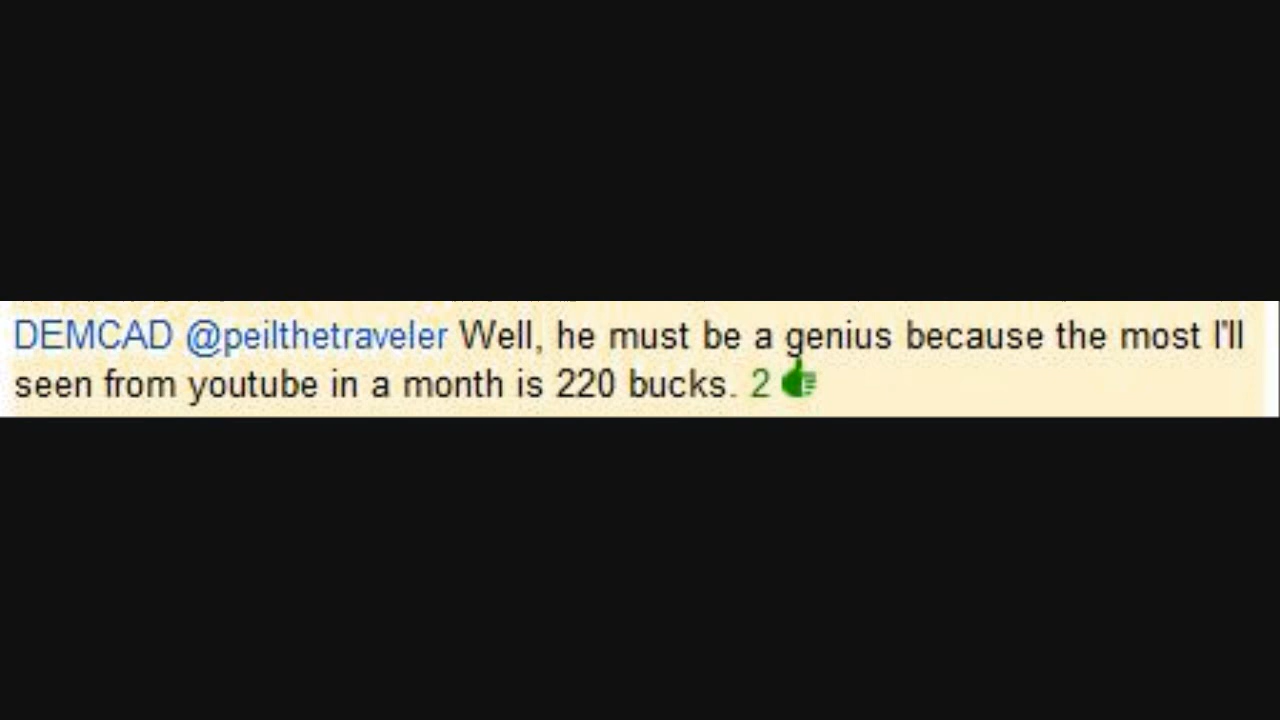 DEMCAD @peilthetraveler Well, he must be a genius because the most I'll
seen from youtube in a month is 220 bucks. 2